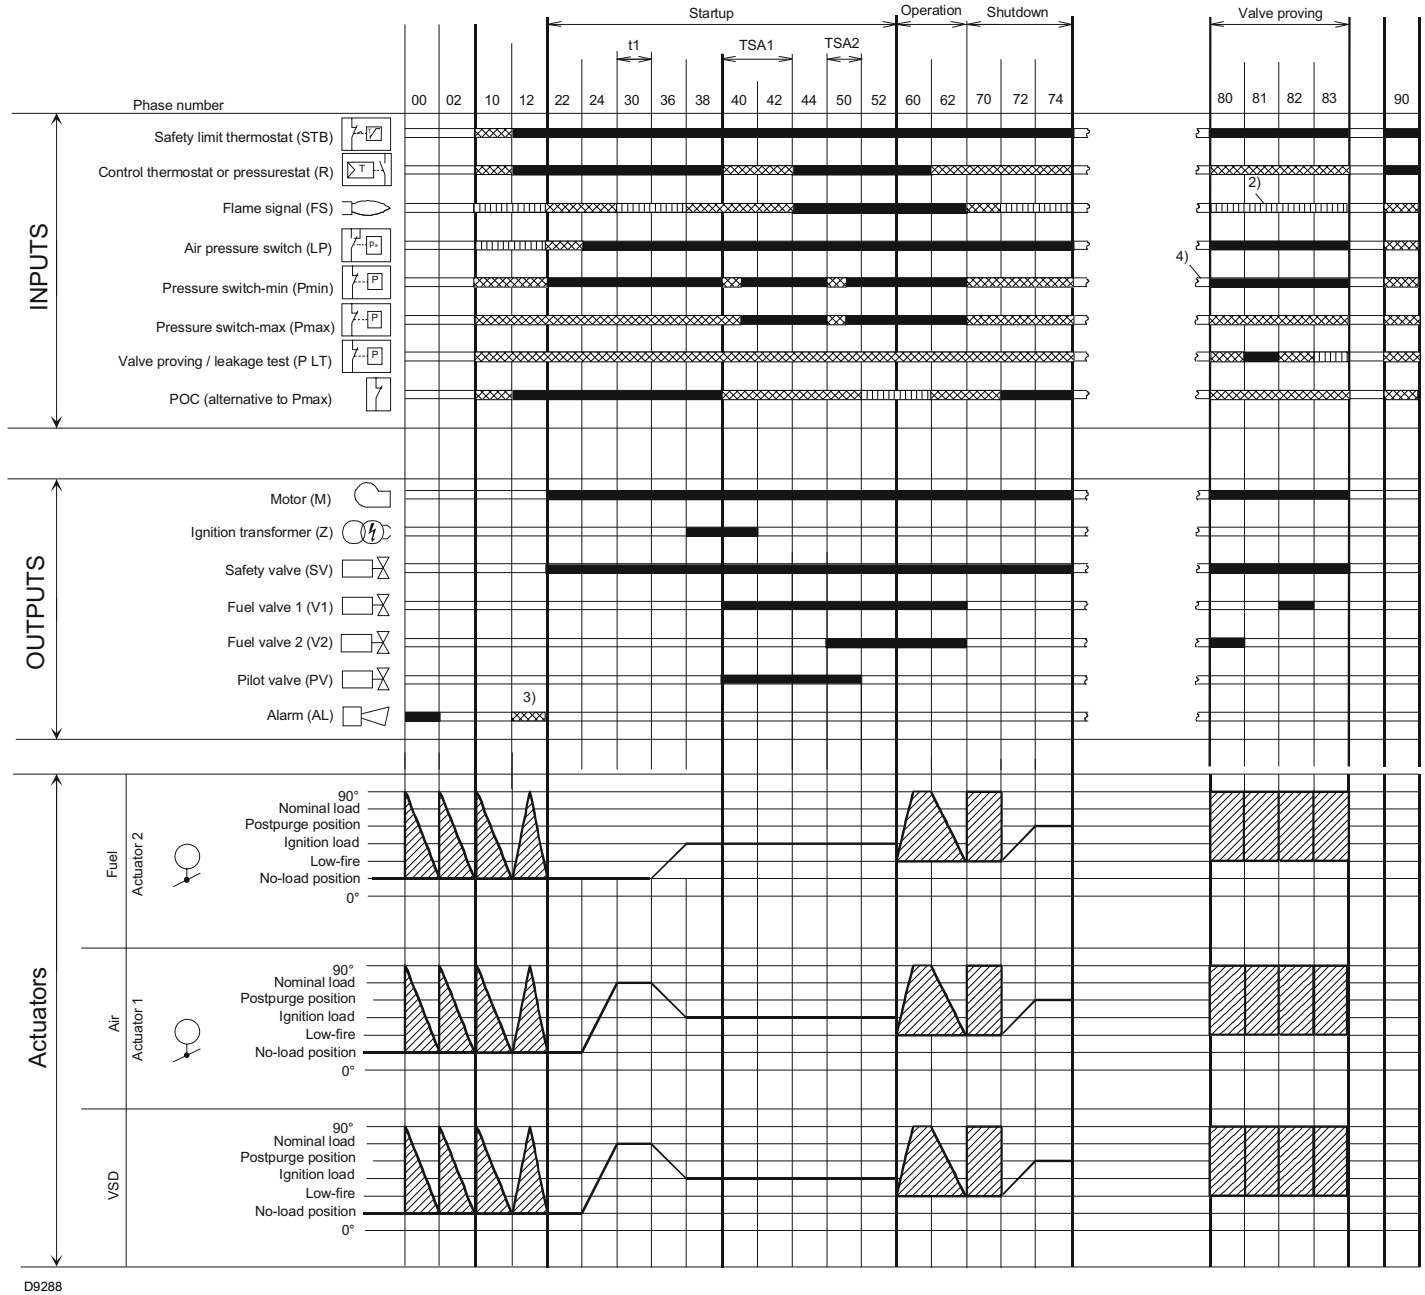 Startup
Operation
Shutdown
Valve proving
t1
TSA1
TSA2
Phase number
00 02 10 12 22 24 30 36 38 40 42 44 50 52 60 62 70 72 74 80 81 82 83 90
INPUTS
Safety limit thermostat (STB)
Control thermostat or pressurestat (R)
T
2)
Flame signal (FS)
Air pressure switch (LP)
Pa
4)
Pressure switch-min (Pmin)
P
Pressure switch-max (Pmax)
P
Valve proving / leakage test (P LT)
P
POC (alternative to Pmax)
OUTPUTS
Motor (M)
Ignition transformer (Z)
Safety valve (SV)
Fuel valve 1 (V1)
Fuel valve 2 (V2)
Pilot valve (PV)
3)
Alarm (AL)
Actuators
Fuel
Actuator 2
90°
Nominal load
Postpurge position
Ignition load
Low-fire
No-load position
0°
Air
Actuator 1
90°
Nominal load
Postpurge position
Ignition load
Low-fire
No-load position
0°
VSD
90°
Nominal load
Postpurge position
Ignition load
Low-fire
No-load position
0°
D9288